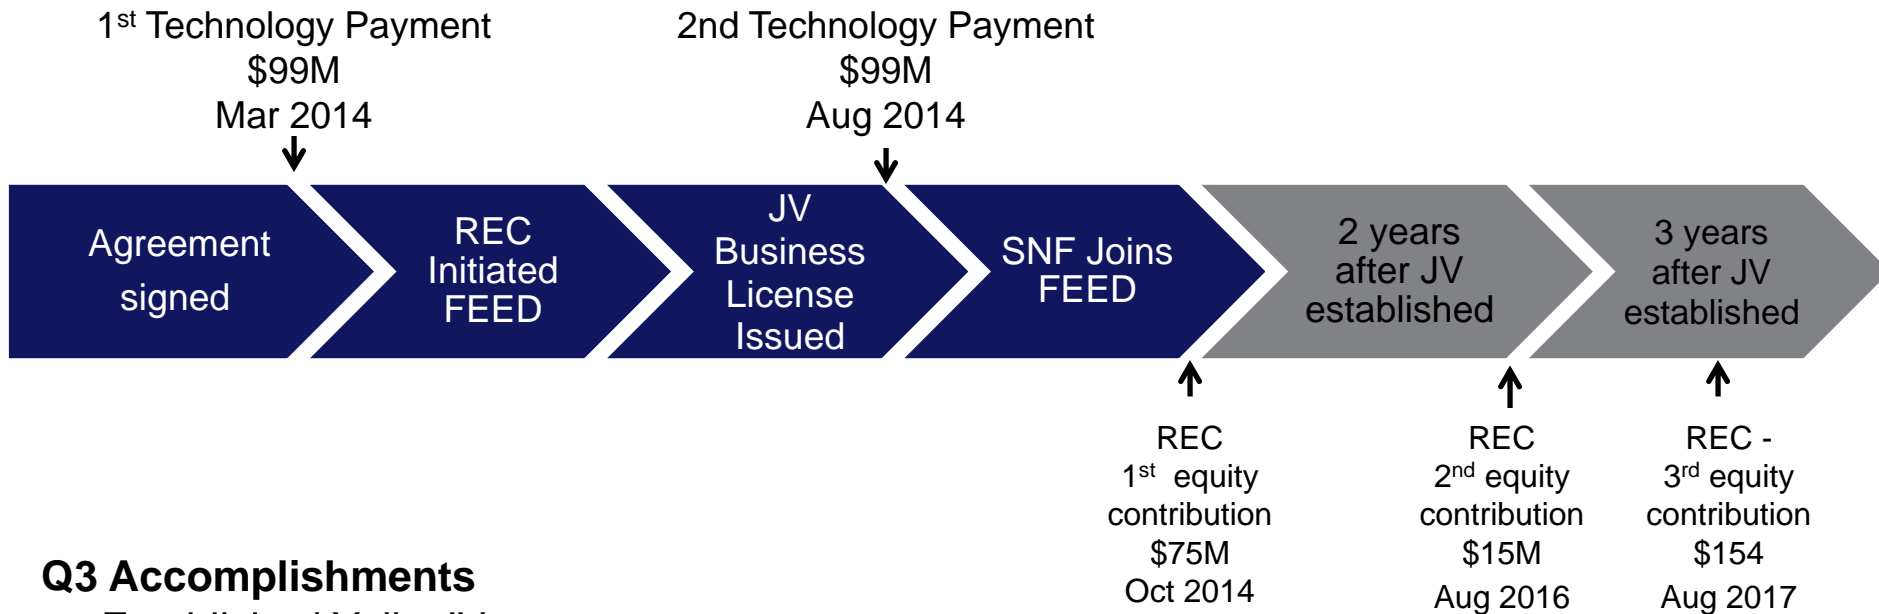 1st Technology Payment
$99M
Mar 2014
2nd Technology Payment
$99M
Aug 2014
Agreement
signed
REC
Initiated
FEED
JV
Business
License
Issued
SNF Joins
FEED
2 years
after JV
established
3 years
after JV
established
REC
1st equity
contribution
$75M
Oct 2014
REC
2nd equity
contribution
$15M
Aug 2016
REC -
3rd equity
contribution
$154
Aug 2017
Q3 Accomplishments